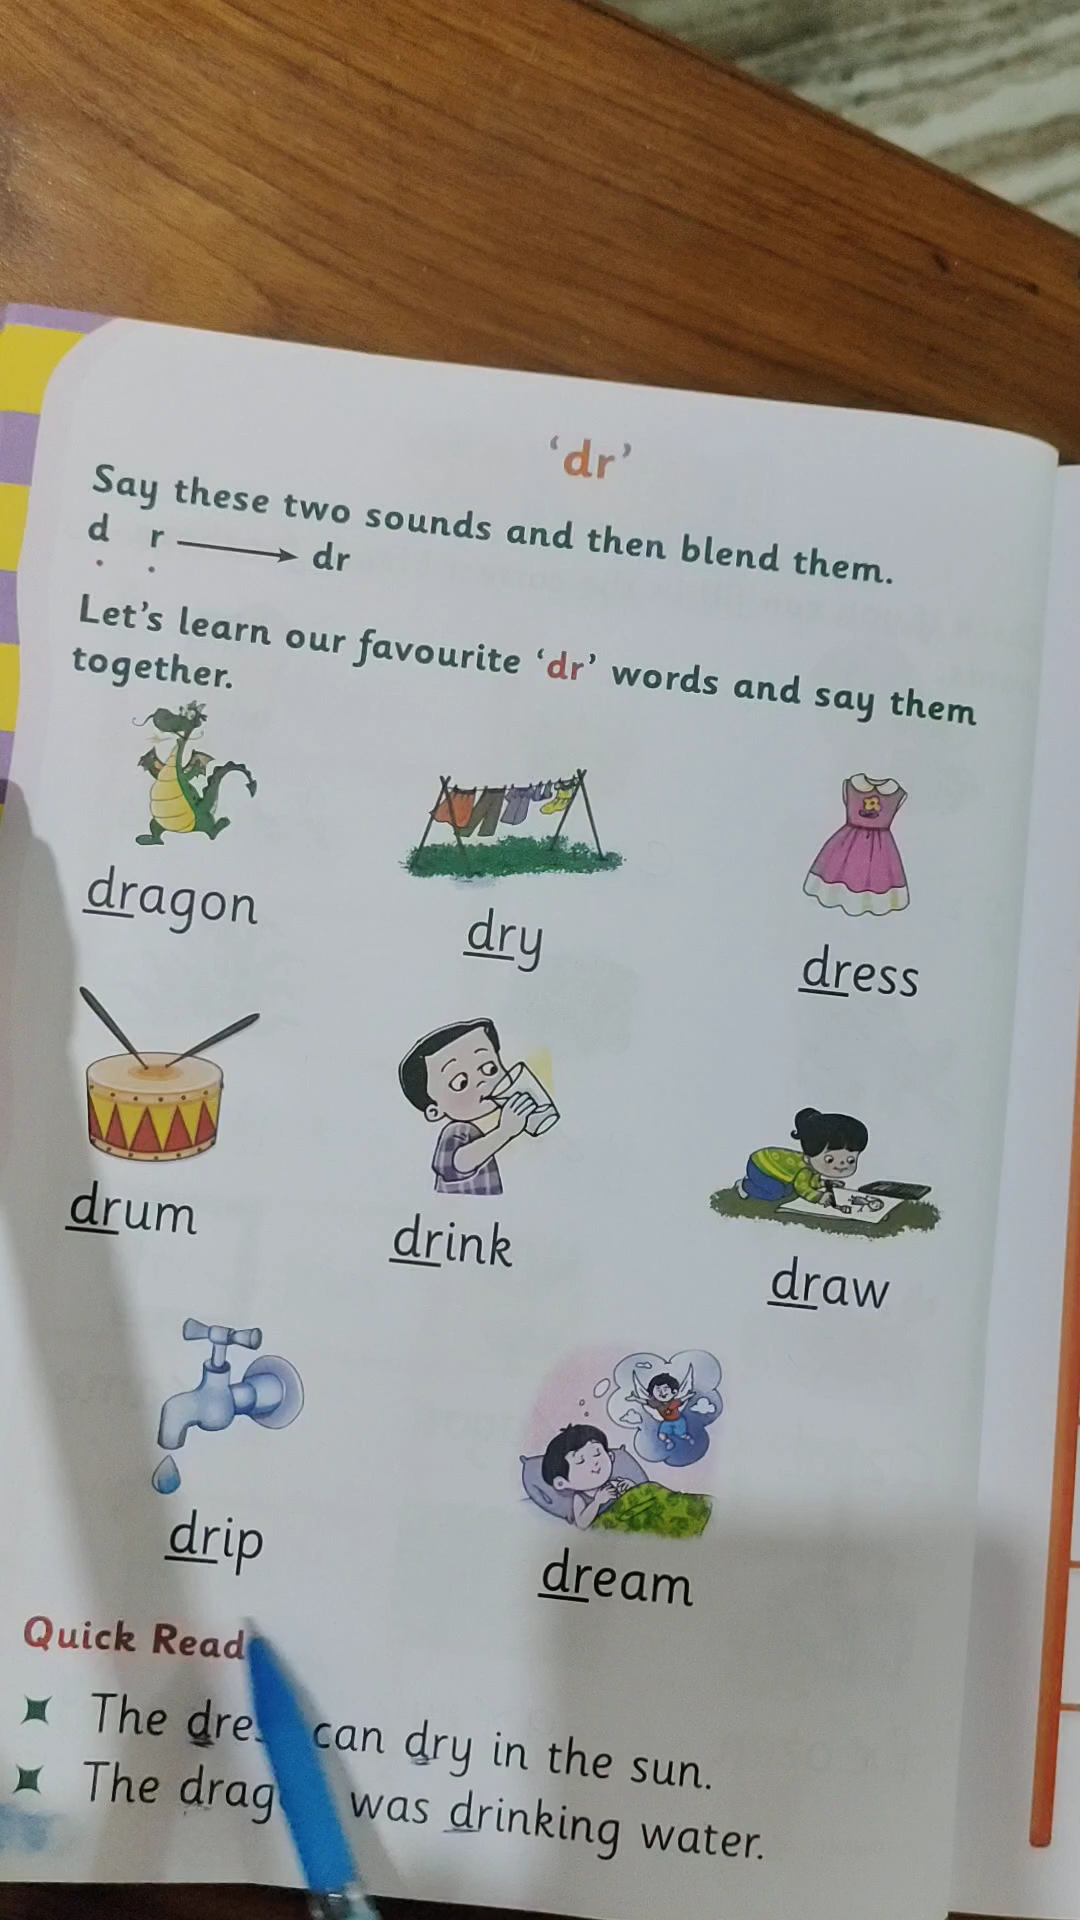 ‘dr’
Say these two sounds and then blend them.
d r dr
Let’s learn our favourite ‘dr’ words and say them
together.
dragon dry dress
drum drink draw
drip dream
Quick Read
The can dry in the sun.
The was drinking water.